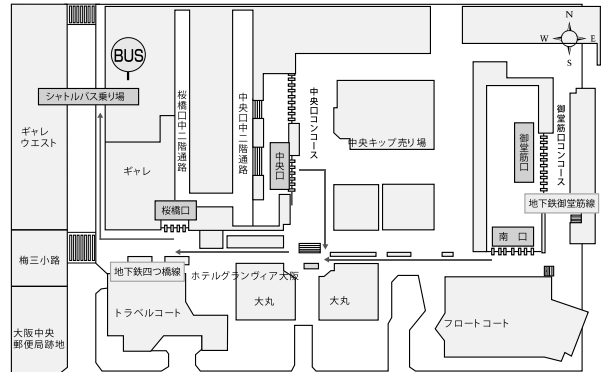 N
W E
S
BUS
シャトルバス乗り場
ギャレ
ウエスト
ギャレ
桜橋口中二階通路
中央口中二階通路
中央口コンコース
中央口
中央キップ売り場
御堂筋口
御堂筋口コンコース
地下鉄御堂筋線
桜橋口
南 口
梅三小路
地下鉄四つ橋線
ホテルグランヴィア大阪
トラベルコート
大丸
大丸
フロートコート
大阪中央
郵便局跡地